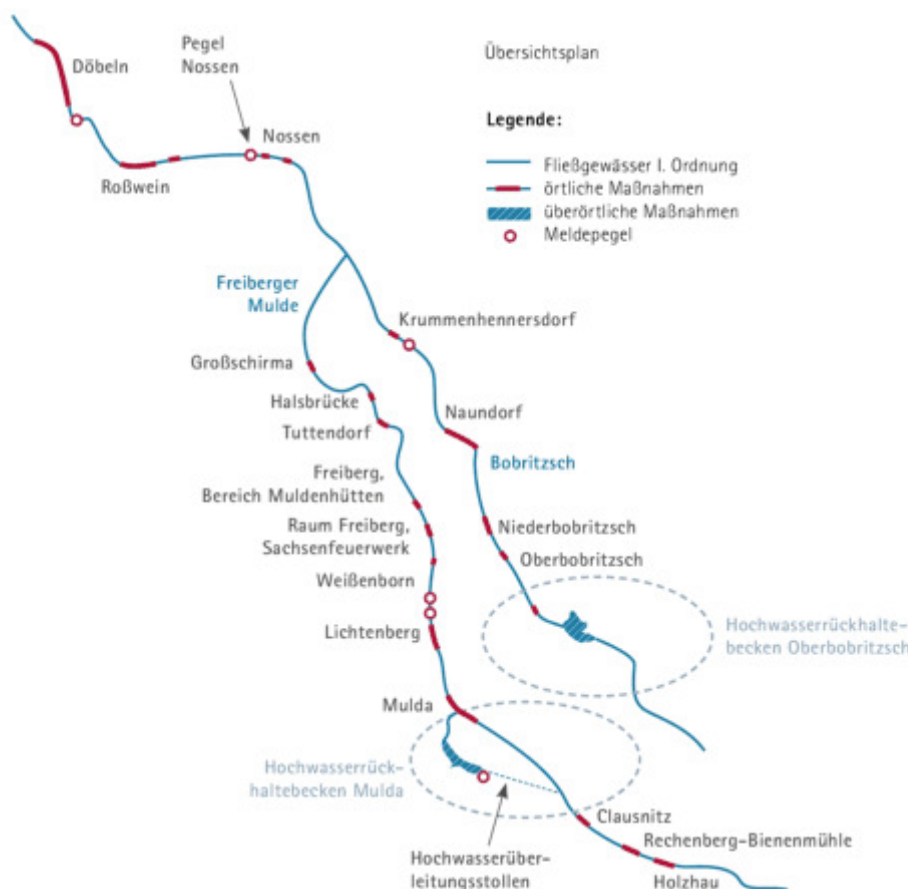 Übersichtsplan
Legende:
Fließgewässer I. Ordnung
örtliche Maßnahmen
überörtliche Maßnahmen
Meldepegel
Döbeln
Pegel
Nossen
Nossen
Roßwein
Freiberger
Mulde
Krummenhennersdorf
Großschirma
Halsbrücke
Naundorf
Tuttendorf
Bobritzsch
Freiberg,
Bereich Muldenhütten
Raum Freiberg,
Sachsenfeuerwerk
Niederbobritzsch
Oberbobritzsch
Weißenborn
Lichtenberg
Hochwasserrückhalte-
becken Oberbobritzsch
Mulda
Hochwasserrück-
haltebecken Mulda
Clausnitz
Rechenberg-Bienenmühle
Hochwasserüber-
leitungsstollen
Holzhau